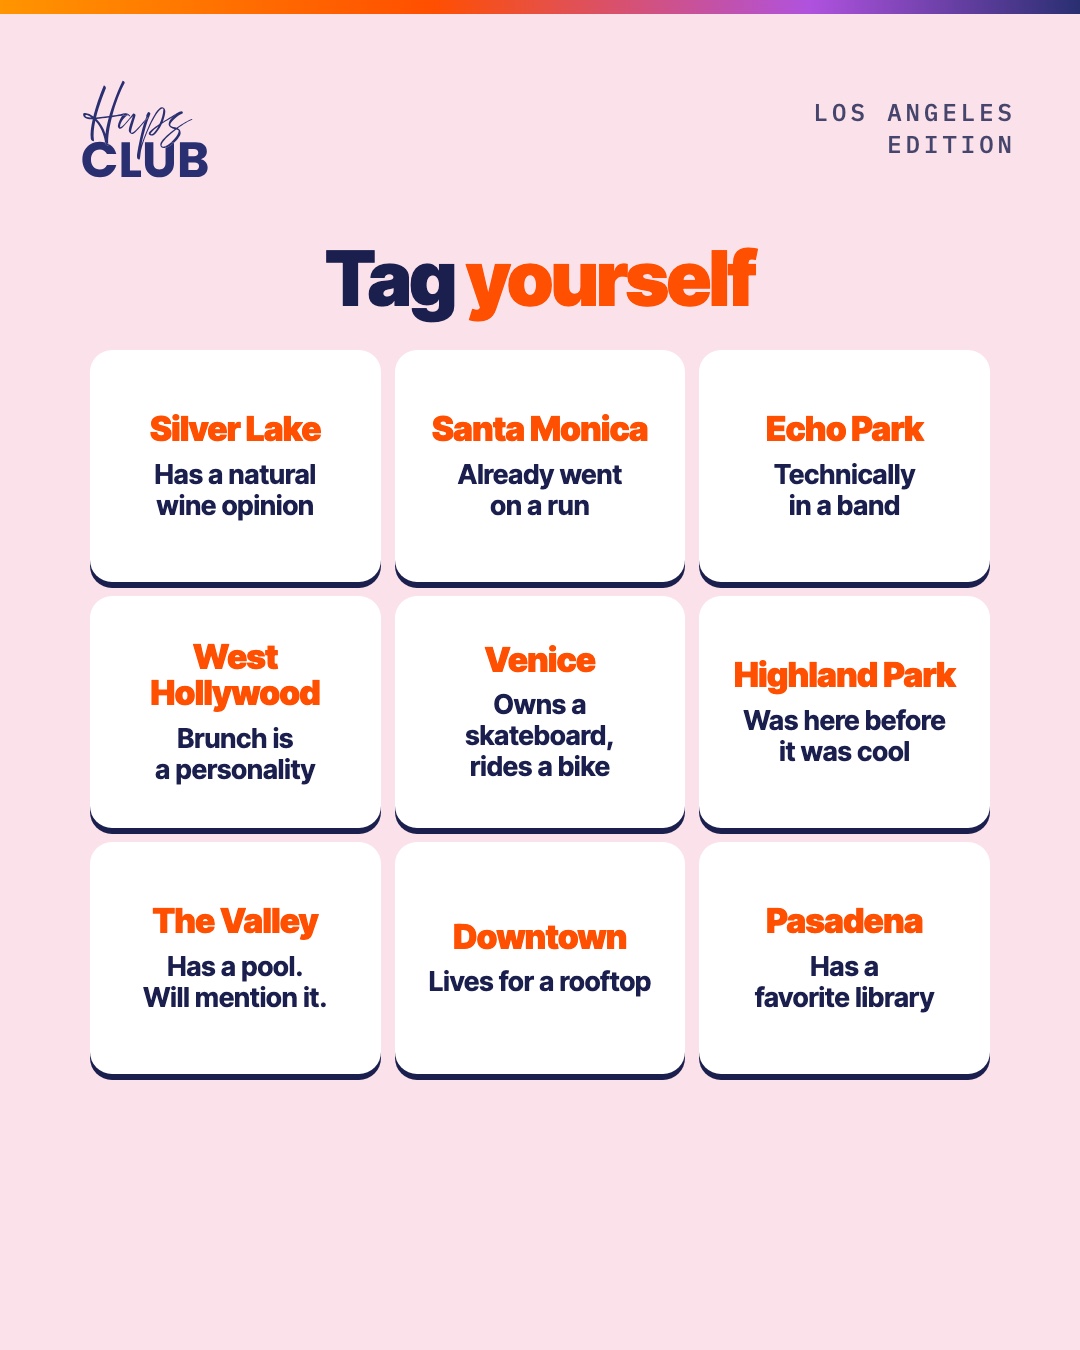 Haps
CLUB
LOS ANGELES
EDITION
Tag yourself
Silver Lake
Has a natural
wine opinion
Santa Monica
Already went
on a run
Echo Park
Technically
in a band
West
Hollywood
Brunch is
a personality
Venice
Owns a
skateboard,
rides a bike
Highland Park
Was here before
it was cool
The Valley
Has a pool.
Will mention it.
Downtown
Lives for a rooftop
Pasadena
Has a
favorite library